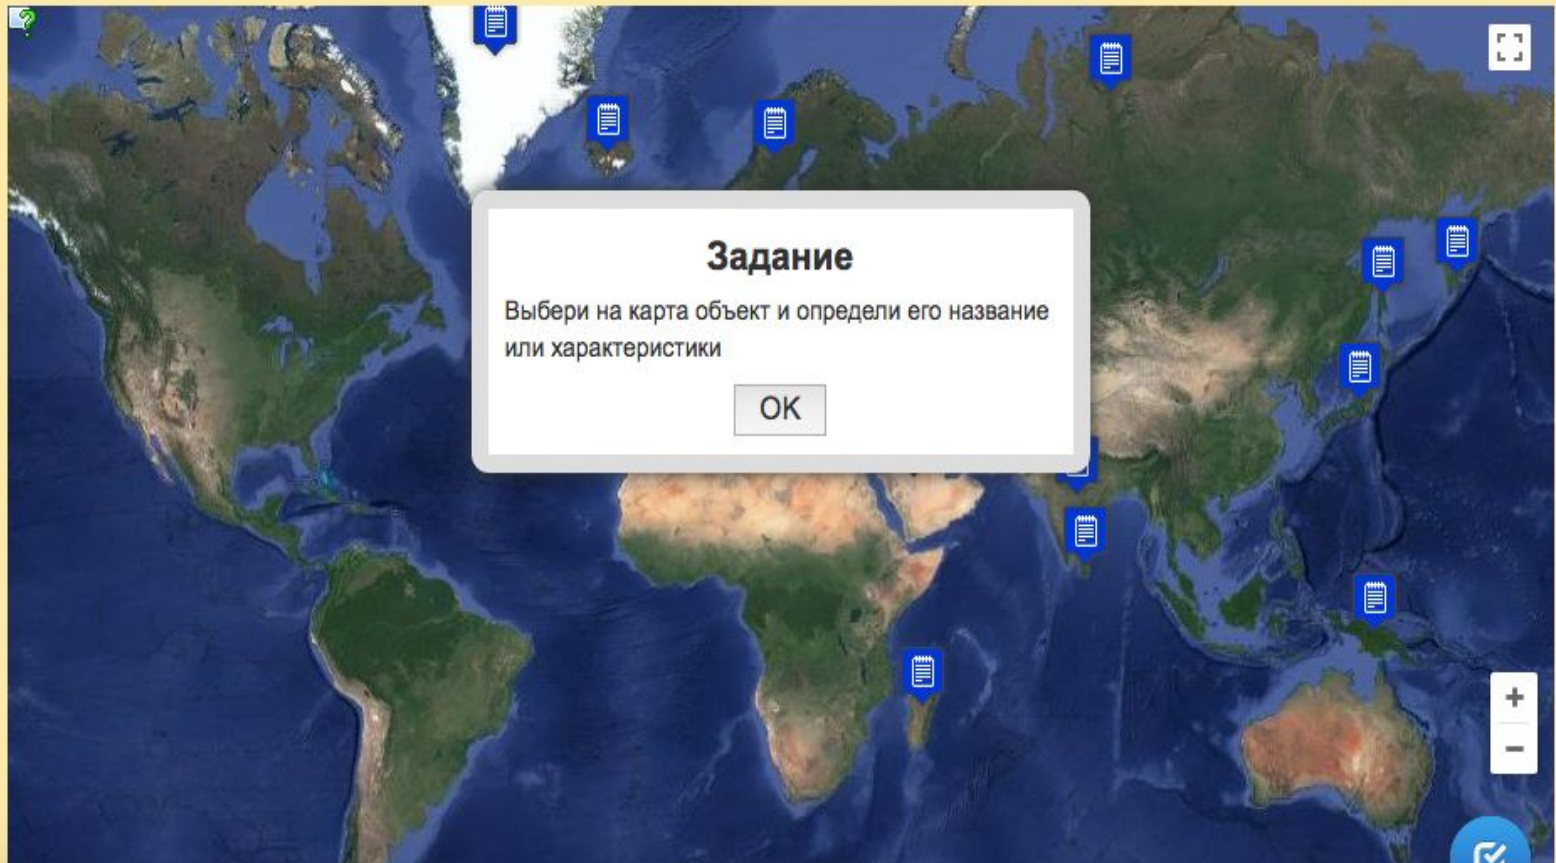 Задание
Выбери на карта объект и определи его название
или характеристики
OK